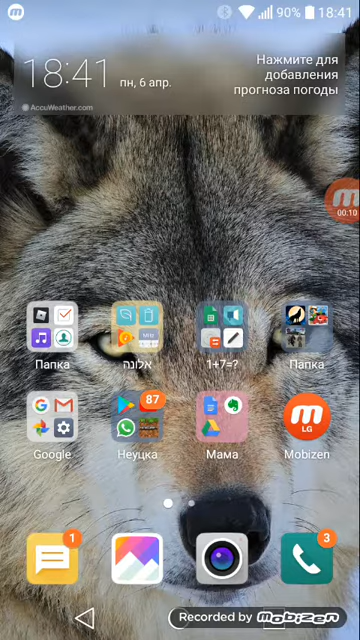 90% 18:41
18:41 пн, 6 апр.
Нажмите для
добавления
прогноза погоды
AccuWeather.com
00:10
Папка
אלונה
1+7=?
Папка
87
LG
Google
Неуцка
Мама
Mobizen
1
3
Recorded by Mobizen